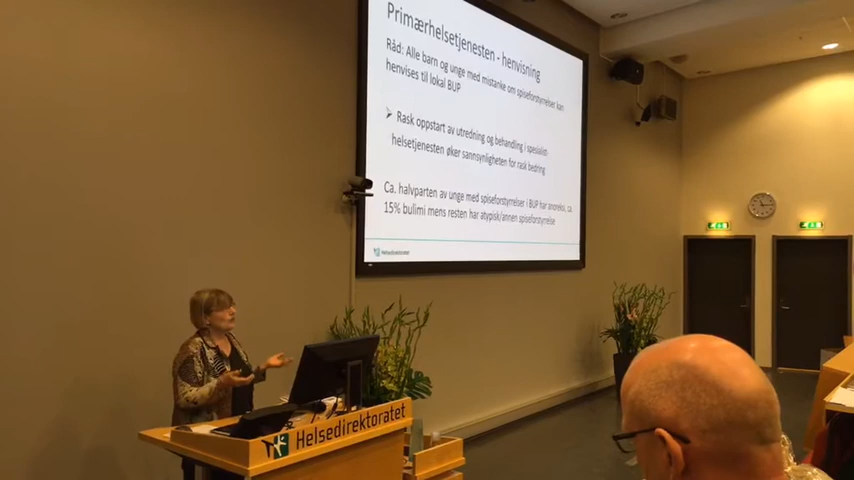 Primærhelsetjenesten - henvisning
Råd: Alle barn og unge med mistanke om spiseforstyrrelser kan
henvises til lokal BUP
Rask oppstart av utredning og behandling i spesialist-
helsetjenesten øker sannsynligheten for rask bedring
Ca. halvparten av unge med spiseforstyrrelser i BUP har anoreksi, ca
15% bulimi mens resten har atypisk/annen spiseforstyrrelse
Helsedirektoratet
Helsedirektoratet